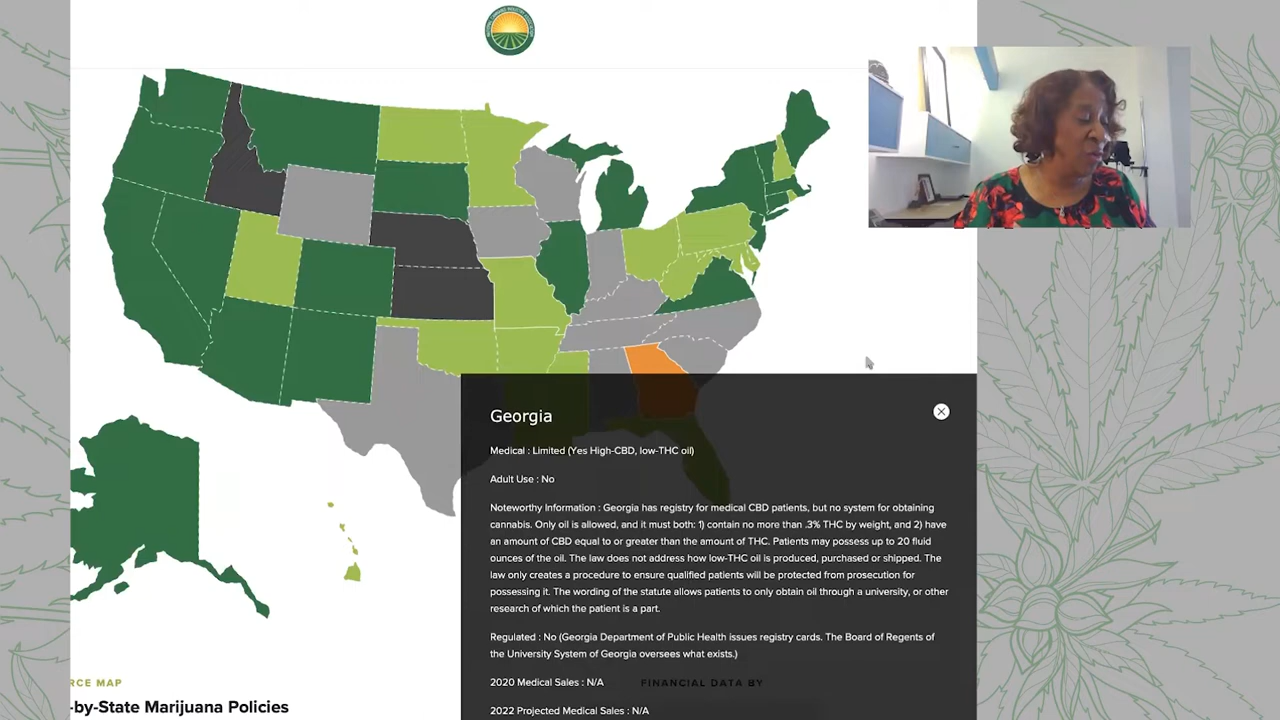 Georgia
Medical : Limited (Yes High-CBD, low-THC oil)
Adult Use : No
Noteworthy Information : Georgia has registry for medical CBD patients, but no system for obtaining
cannabis. Only oil is allowed, and it must both: 1) contain no more than .3% THC by weight, and 2) have
an amount of CBD equal to or greater than the amount of THC. Patients may possess up to 20 fluid
ounces of the oil. The law does not address how low-THC oil is produced, purchased or shipped. The
law only creates a procedure to ensure qualified patients will be protected from prosecution for
possessing it. The wording of the statute allows patients to only obtain oil through a university, or other
research of which the patient is a part.
Regulated : No (Georgia Department of Public Health issues registry cards. The Board of Regents of
the University System of Georgia oversees what exists.)
RCE MAP
2020 Medical Sales : N/A
FINANCIAL DATA BY
-by-State Marijuana Policies
2022 Projected Medical Sales : N/A